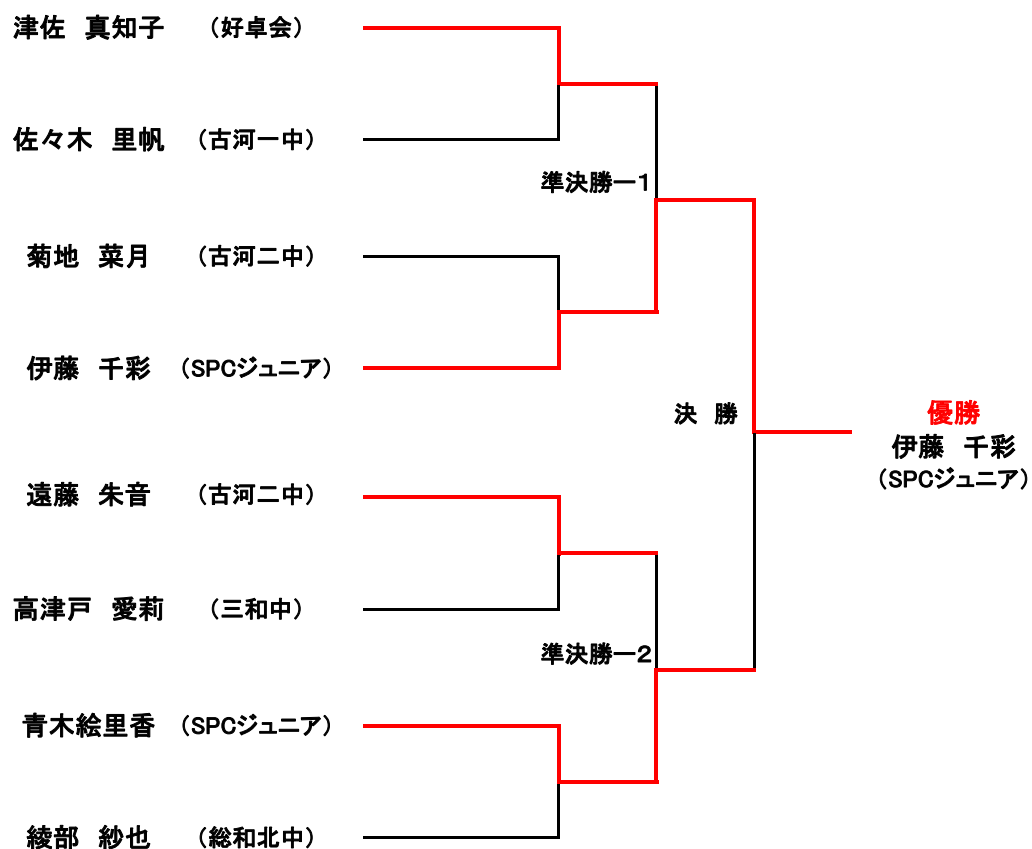 津佐　真知子　（好卓会）
佐々木　里帆　（古河一中）
準決勝ー１
菊地　菜月　（古河二中）
伊藤　千彩　（SPCジュニア）
決　勝
優勝
伊藤　千彩
（SPCジュニア）
遠藤　朱音　（古河二中）
高津戸　愛莉　（三和中）
準決勝ー２
青木絵里香　（SPCジュニア）
綾部　紗也　（総和北中）